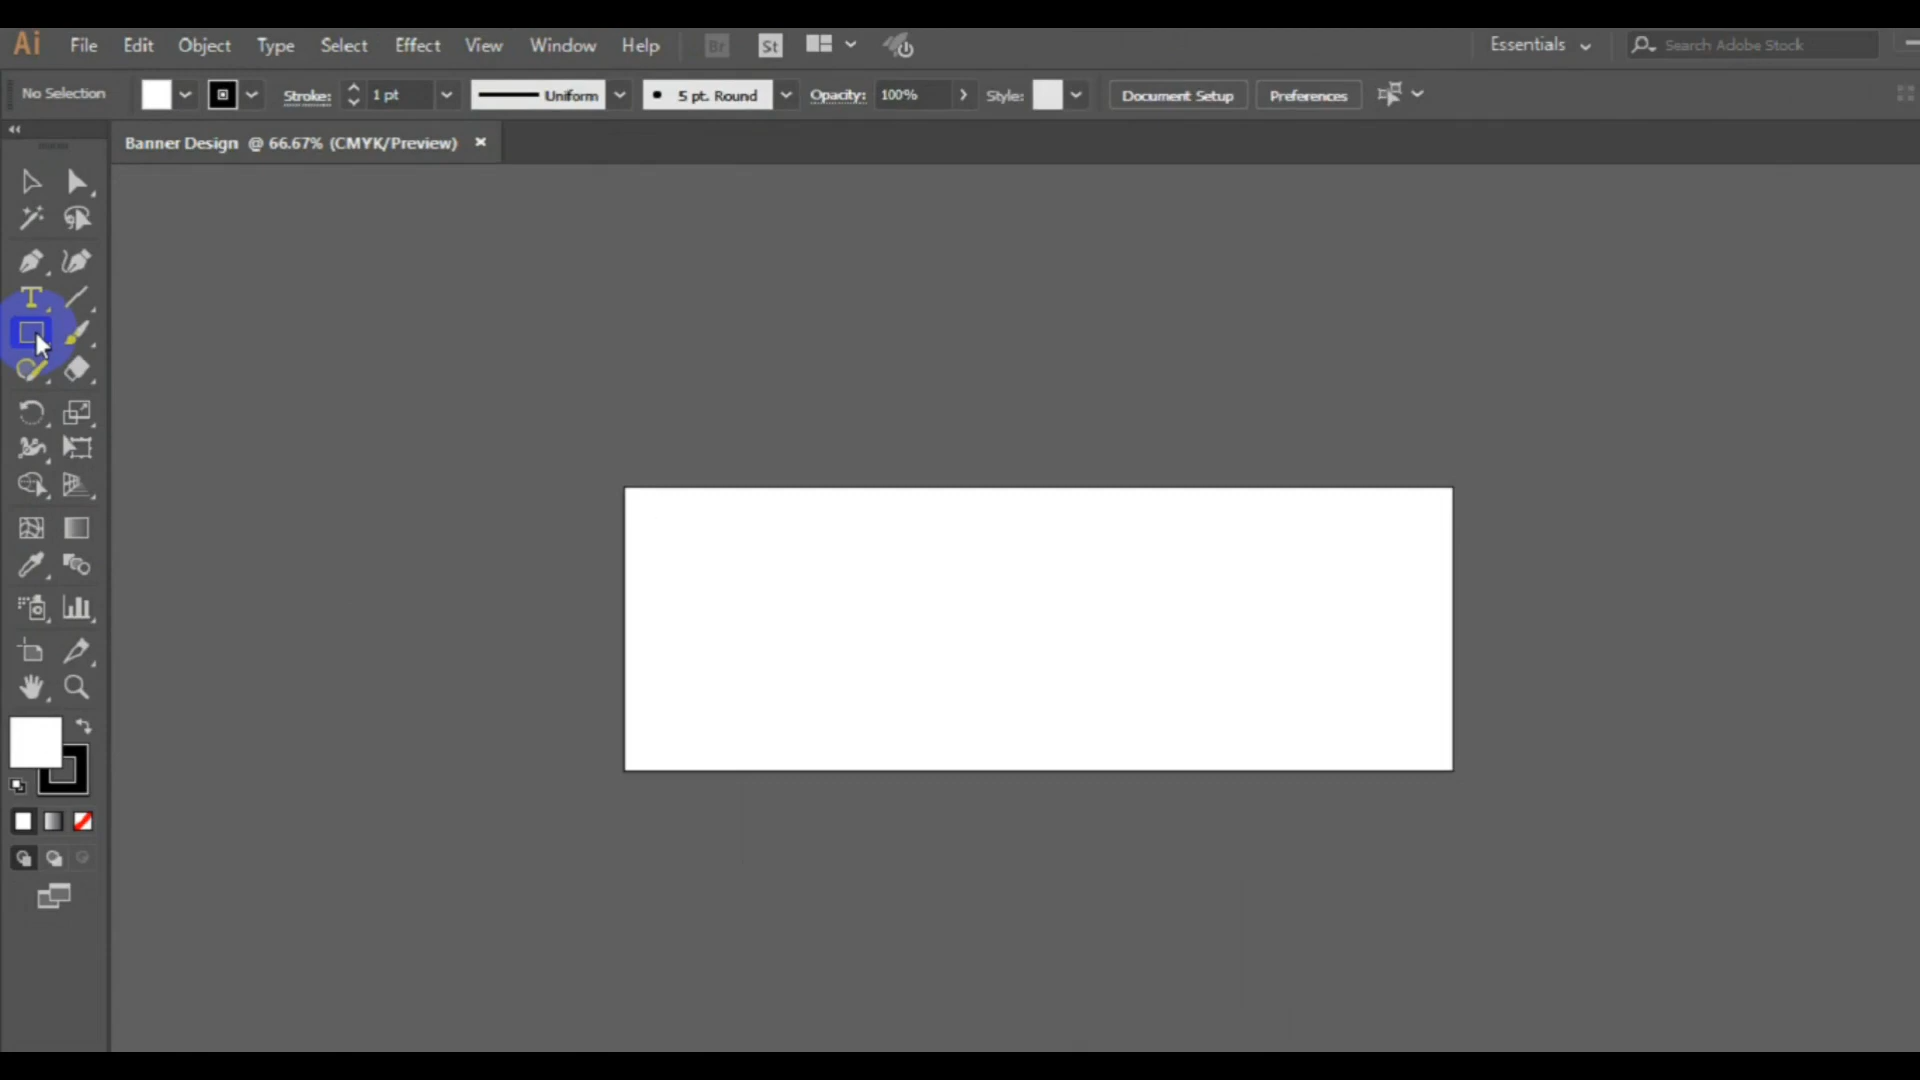 Ai File Edit Object Type Select Effect View Window Help Br St Essentials Search Adobe Stock
No Selection Stroke: 1 pt Uniform 5 pt. Round Opacity: 100% Style: Document Setup Preferences
Banner Design @ 66.67% (CMYK/Preview) ×